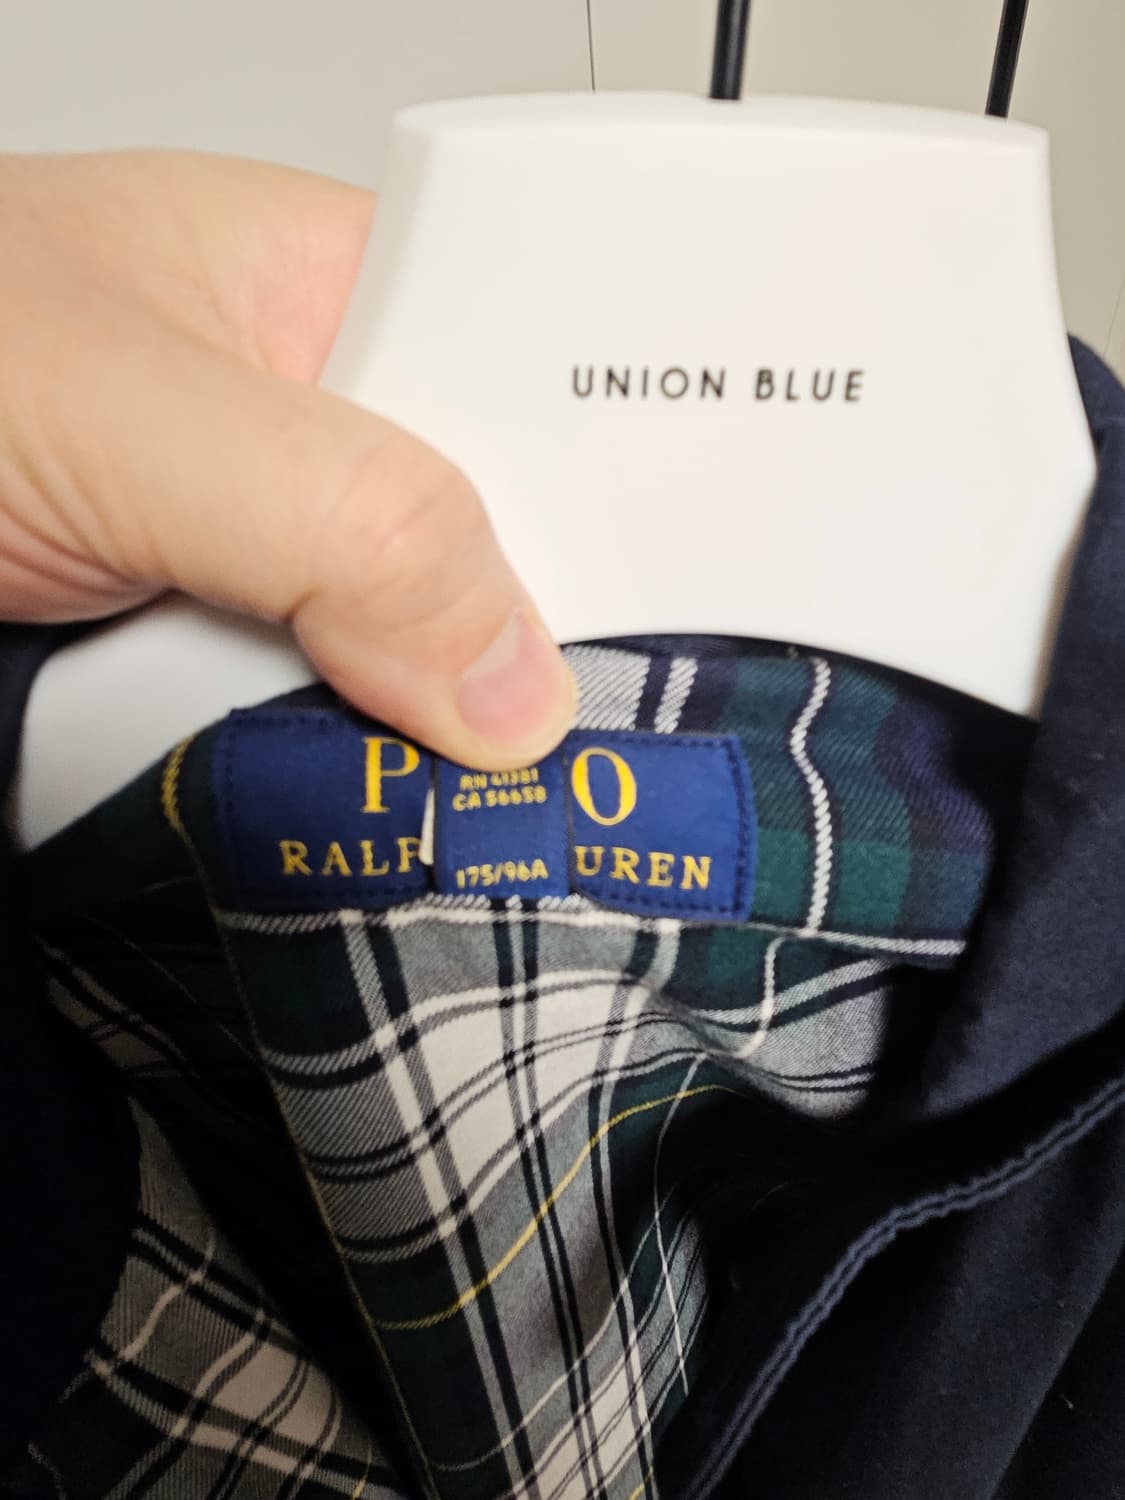 UNION BLUE
P O
RN 41381
CA 56658
RALP UREN
175/96A